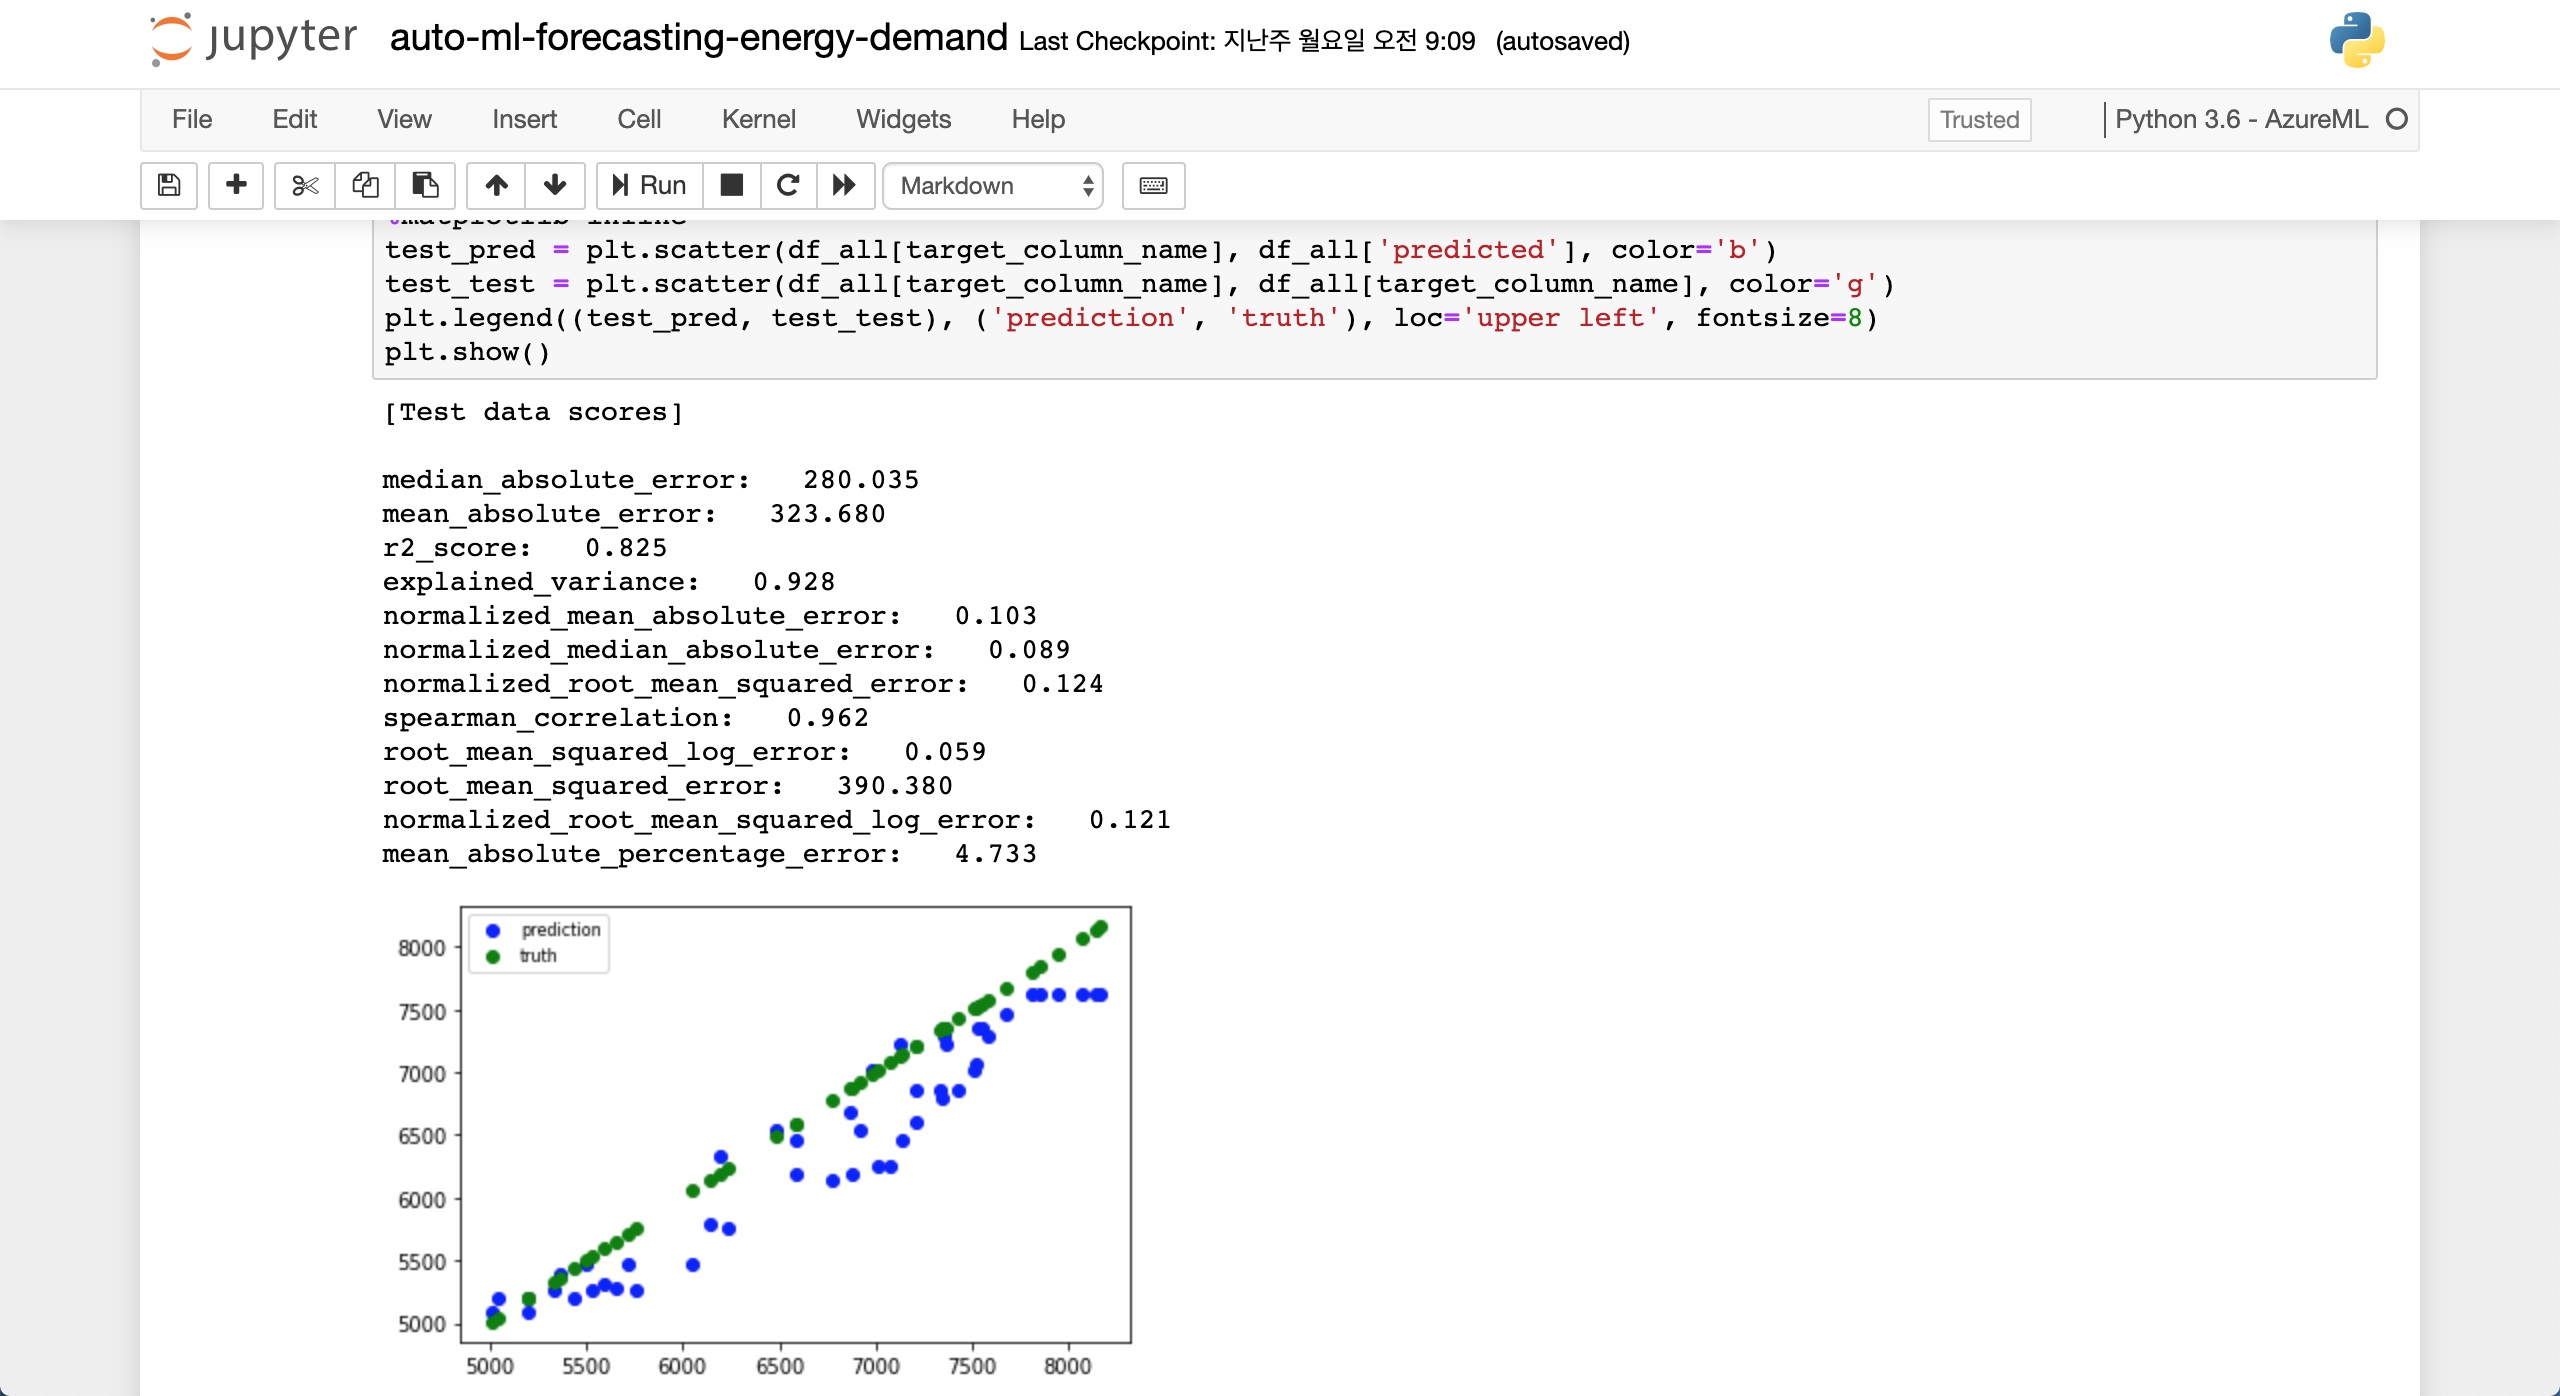 jupyter auto-ml-forecasting-energy-demand Last Checkpoint: 지난주 월요일 오전 9:09 (autosaved)
File Edit View Insert Cell Kernel Widgets Help Trusted Python 3.6 - AzureML
Run Markdown
%matplotlib inline
test_pred = plt.scatter(df_all[target_column_name], df_all['predicted'], color='b')
test_test = plt.scatter(df_all[target_column_name], df_all[target_column_name], color='g')
plt.legend((test_pred, test_test), ('prediction', 'truth'), loc='upper left', fontsize=8)
plt.show()
[Test data scores]
median_absolute_error: 280.035
mean_absolute_error: 323.680
r2_score: 0.825
explained_variance: 0.928
normalized_mean_absolute_error: 0.103
normalized_median_absolute_error: 0.089
normalized_root_mean_squared_error: 0.124
spearman_correlation: 0.962
root_mean_squared_log_error: 0.059
root_mean_squared_error: 390.380
normalized_root_mean_squared_log_error: 0.121
mean_absolute_percentage_error: 4.733
prediction
truth
8000
7500
7000
6500
6000
5500
5000
5000 5500 6000 6500 7000 7500 8000